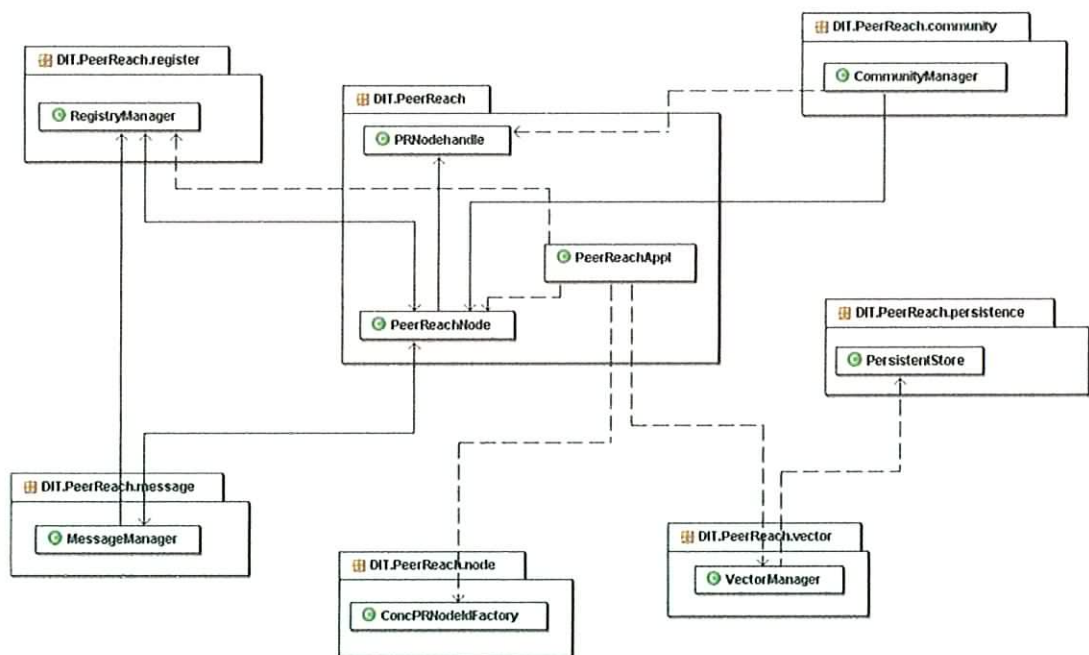 DIT.PeerReach.community
CommunityManager
DIT.PeerReach.register
RegistryManager
DIT.PeerReach
PRNodehandle
PeerReachAppl
PeerReachNode
DIT.PeerReach.persistence
PersistentStore
DIT.PeerReach.message
MessageManager
DIT.PeerReach.node
ConcPRNodeIdFactory
DIT.PeerReach.vector
VectorManager